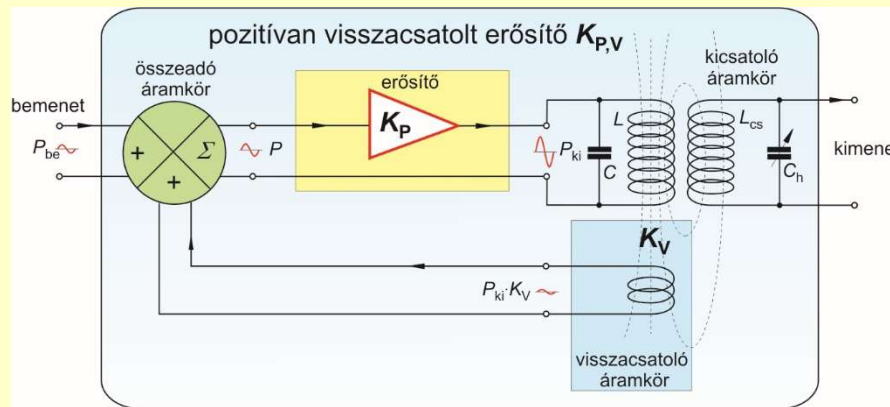 pozitívan visszacsatolt erősítő K_P,V
összeadó
áramkör
erősítő
kicsatoló
áramkör
bemenet
P_be
+
Σ
+
P
K_P
P_ki
C
L
L_cs
C_h
kimene
K_V
P_ki·K_V
visszacsatoló
áramkör